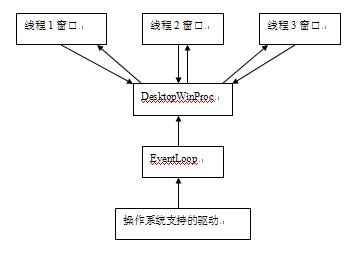 线程 1 窗口.
线程 2 窗口.
线程 3 窗口.
DesktopWinProc.
EventLoop.
操作系统支持的驱动.